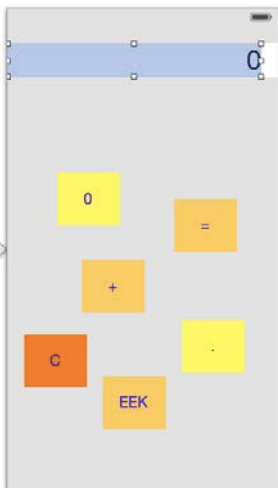 0
0
=
+
.
C
EEK